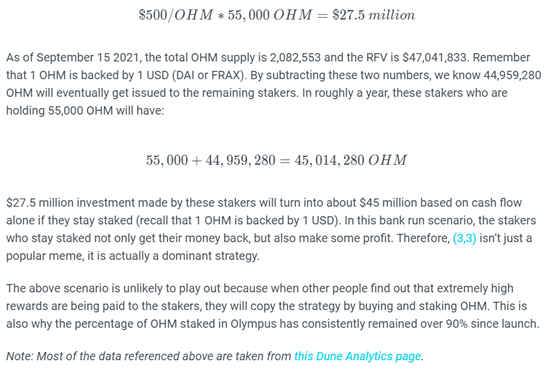 $500/OHM * 55,000 OHM = $27.5 million
As of September 15 2021, the total OHM supply is 2,082,553 and the RFV is $47,041,833. Remember
that 1 OHM is backed by 1 USD (DAI or FRAX). By subtracting these two numbers, we know 44,959,280
OHM will eventually get issued to the remaining stakers. In roughly a year, these stakers who are
holding 55,000 OHM will have:
55,000 + 44,959,280 = 45,014,280 OHM
$27.5 million investment made by these stakers will turn into about $45 million based on cash flow
alone if they stay staked (recall that 1 OHM is backed by 1 USD). In this bank run scenario, the stakers
who stay staked not only get their money back, but also make some profit. Therefore, (3,3) isn't just a
popular meme, it is actually a dominant strategy.
The above scenario is unlikely to play out because when other people find out that extremely high
rewards are being paid to the stakers, they will copy the strategy by buying and staking OHM. This is
also why the percentage of OHM staked in Olympus has consistently remained over 90% since launch.
Note: Most of the data referenced above are taken from this Dune Analytics page.